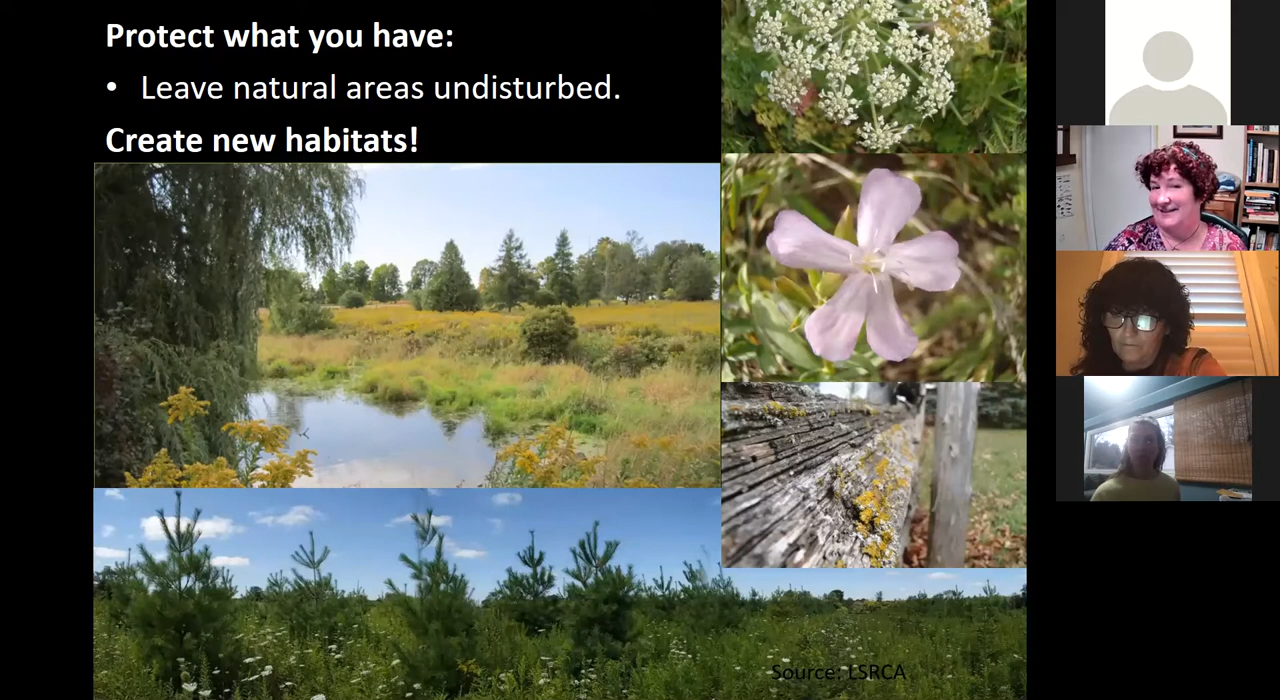 Protect what you have:
• Leave natural areas undisturbed.
Create new habitats!
Source: LSRCA